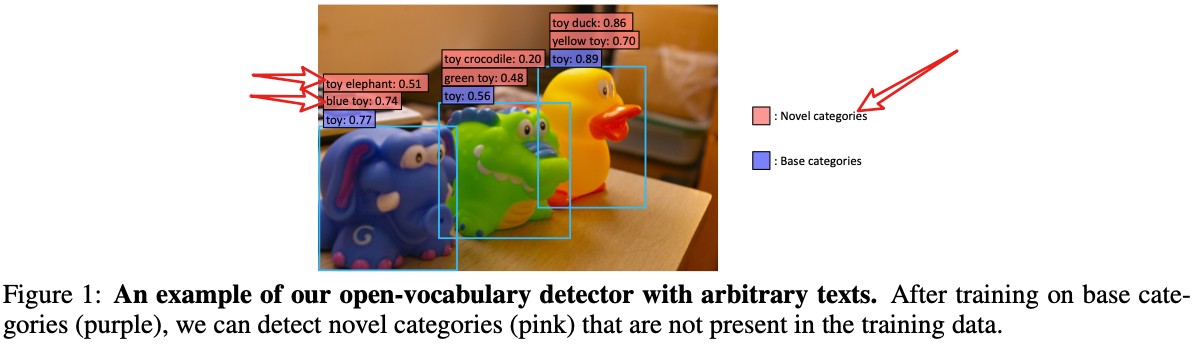 toy duck: 0.86
yellow toy: 0.70
toy: 0.89
toy crocodile: 0.20
green toy: 0.48
toy: 0.56
toy elephant: 0.51
blue toy: 0.74
toy: 0.77
: Novel categories
: Base categories
Figure 1: An example of our open-vocabulary detector with arbitrary texts. After training on base cate-
gories (purple), we can detect novel categories (pink) that are not present in the training data.